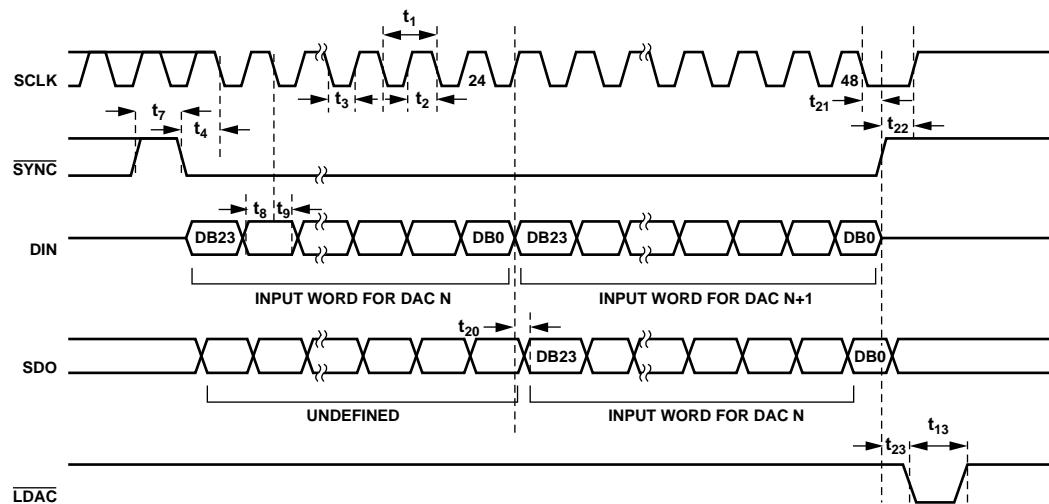 t1
SCLK
24
48
t3
t2
t21
t7
t4
t22
SYNC
t8
t9
DIN
DB23
DB0
DB23
DB0
INPUT WORD FOR DAC N
INPUT WORD FOR DAC N+1
t20
SDO
DB23
DB0
UNDEFINED
INPUT WORD FOR DAC N
t13
t23
LDAC